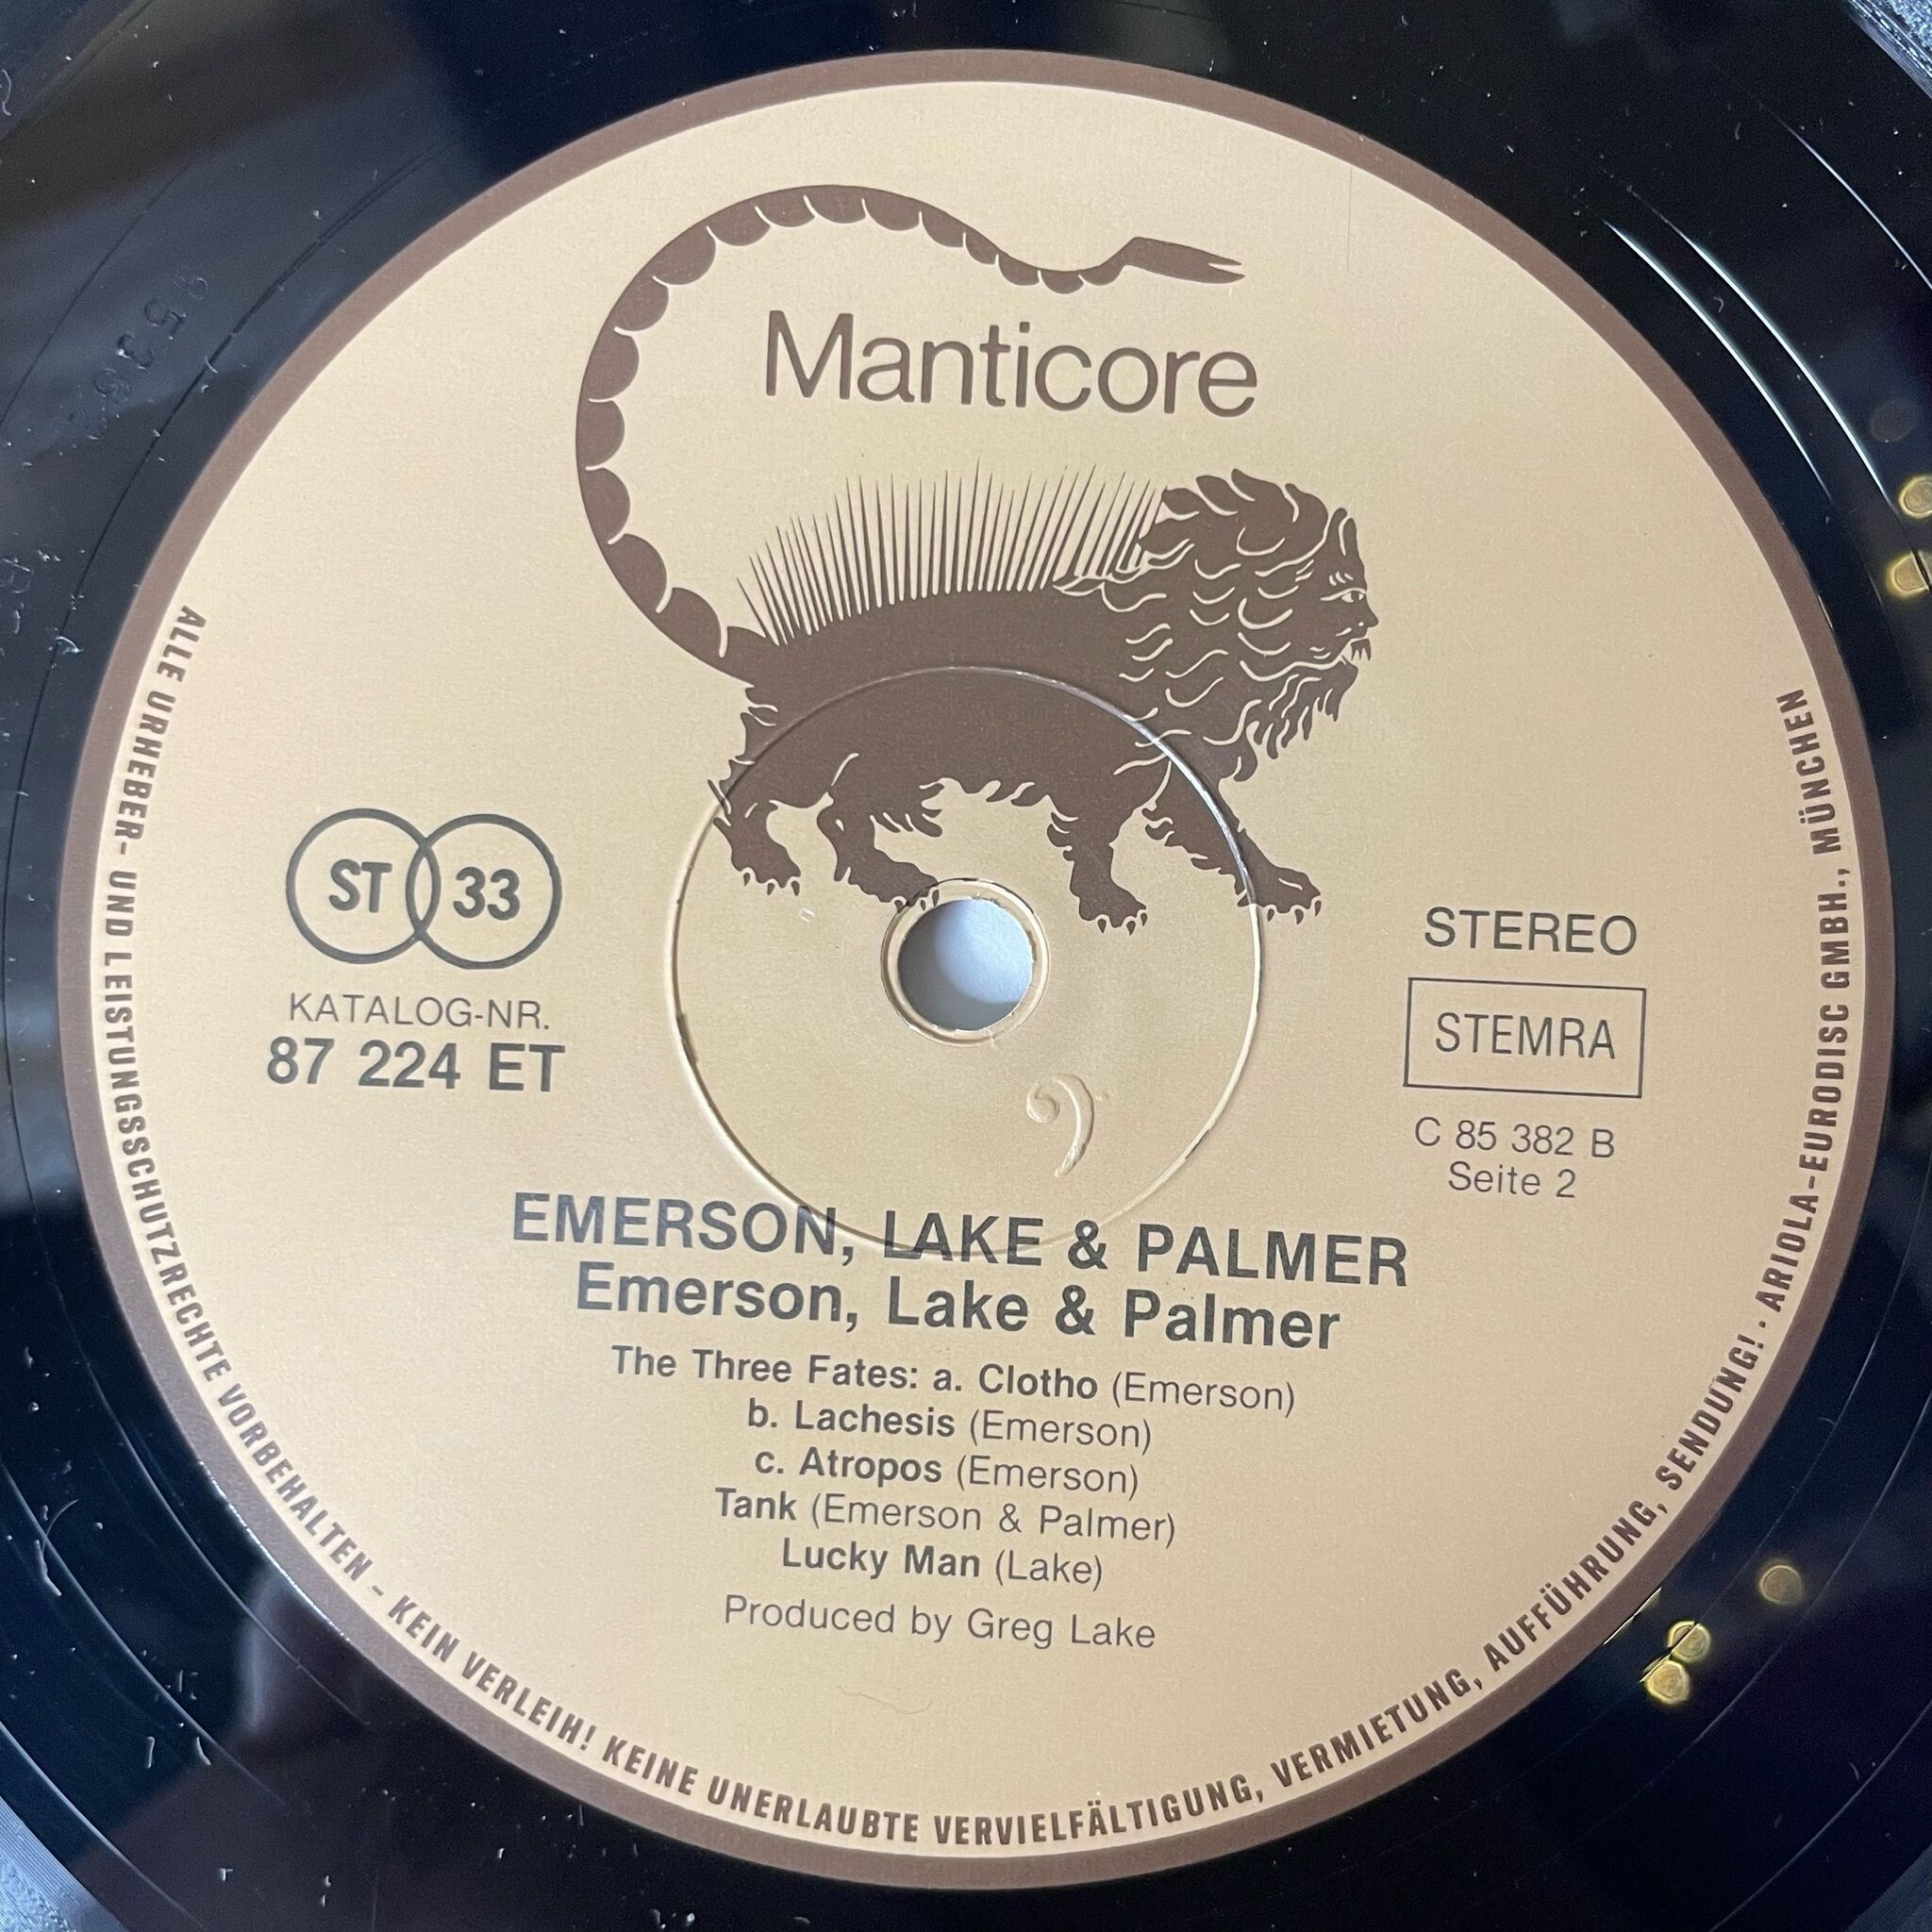 Manticore
ST 33
KATALOG-NR.
87 224 ET
STEREO
STEMRA
C 85 382 B
Seite 2
EMERSON, LAKE & PALMER
Emerson, Lake & Palmer
The Three Fates: a. Clotho (Emerson)
b. Lachesis (Emerson)
c. Atropos (Emerson)
Tank (Emerson & Palmer)
Lucky Man (Lake)
Produced by Greg Lake
ALLE URHEBER- UND LEISTUNGSSCHUTZRECHTE VORBEHALTEN - KEIN VERLEIH! KEINE UNERLAUBTE VERVIELFÄLTIGUNG, VERMIETUNG, AUFFÜHRUNG, SENDUNG! · ARIOLA-EURODISC GMBH., MÜNCHEN